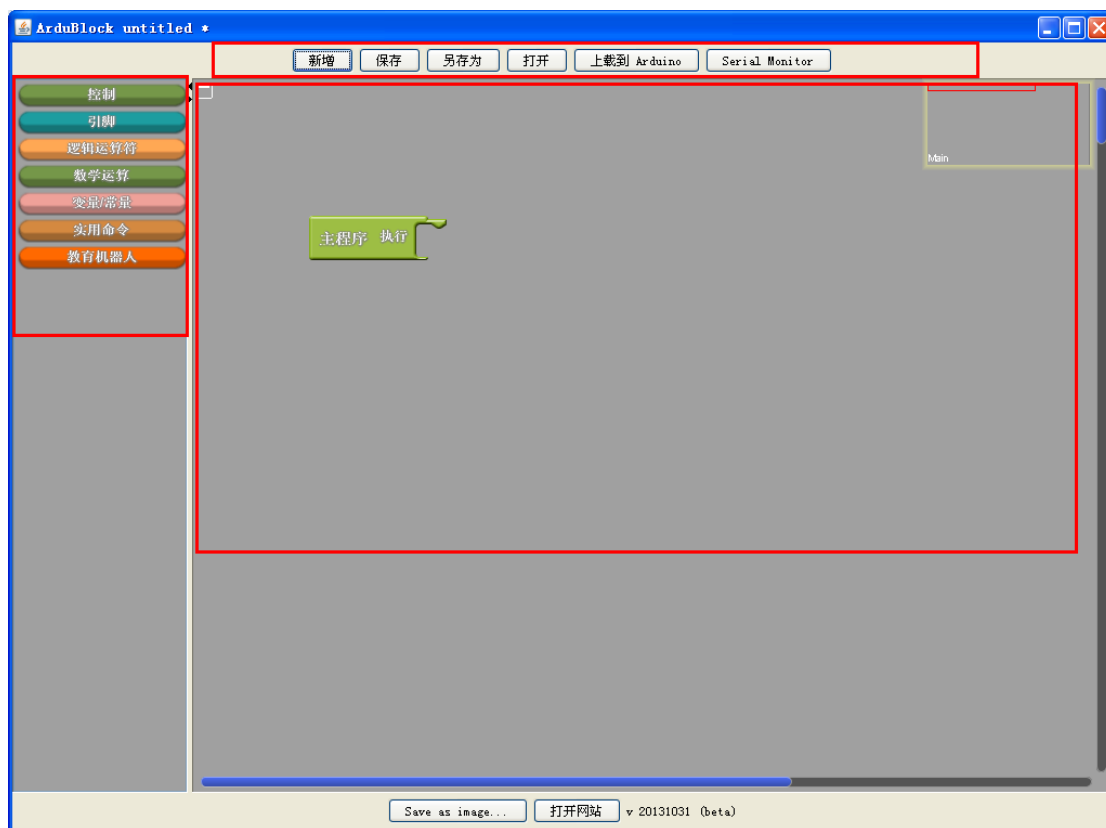 ArduBlock untitled *
新增 保存 另存为 打开 上载到 Arduino Serial Monitor
控制
引脚
逻辑运算符
数学运算
变量/常量
实用命令
教育机器人
Main
主程序 执行
Save as image... 打开网站 v 20131031 (beta)